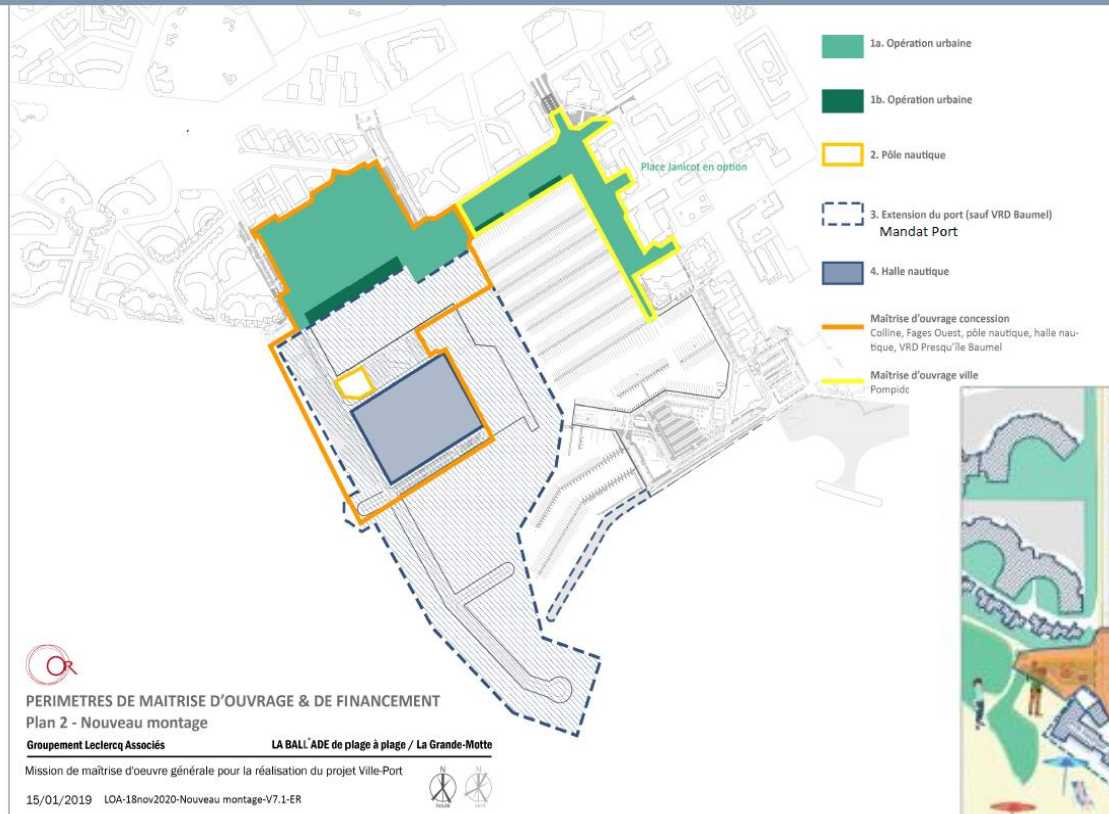 1a. Opération urbaine
1b. Opération urbaine
Place Janicot en option
2. Pôle nautique
3. Extension du port (sauf VRD Baumel)
Mandat Port
4. Halle nautique
Maîtrise d'ouvrage concession
Colline, Fages Ouest, pôle nautique, halle nau-
tique, VRD Presqu'île Baumel
Maîtrise d'ouvrage ville
Pompidc
OR
PERIMETRES DE MAITRISE D'OUVRAGE & DE FINANCEMENT
Plan 2 - Nouveau montage
Groupement Leclercq Associés
LA BALL*ADE de plage à plage / La Grande-Motte
Mission de maîtrise d'oeuvre générale pour la réalisation du projet Ville-Port
15/01/2019 LOA-18nov2020-Nouveau montage-V7.1-ER
N
N